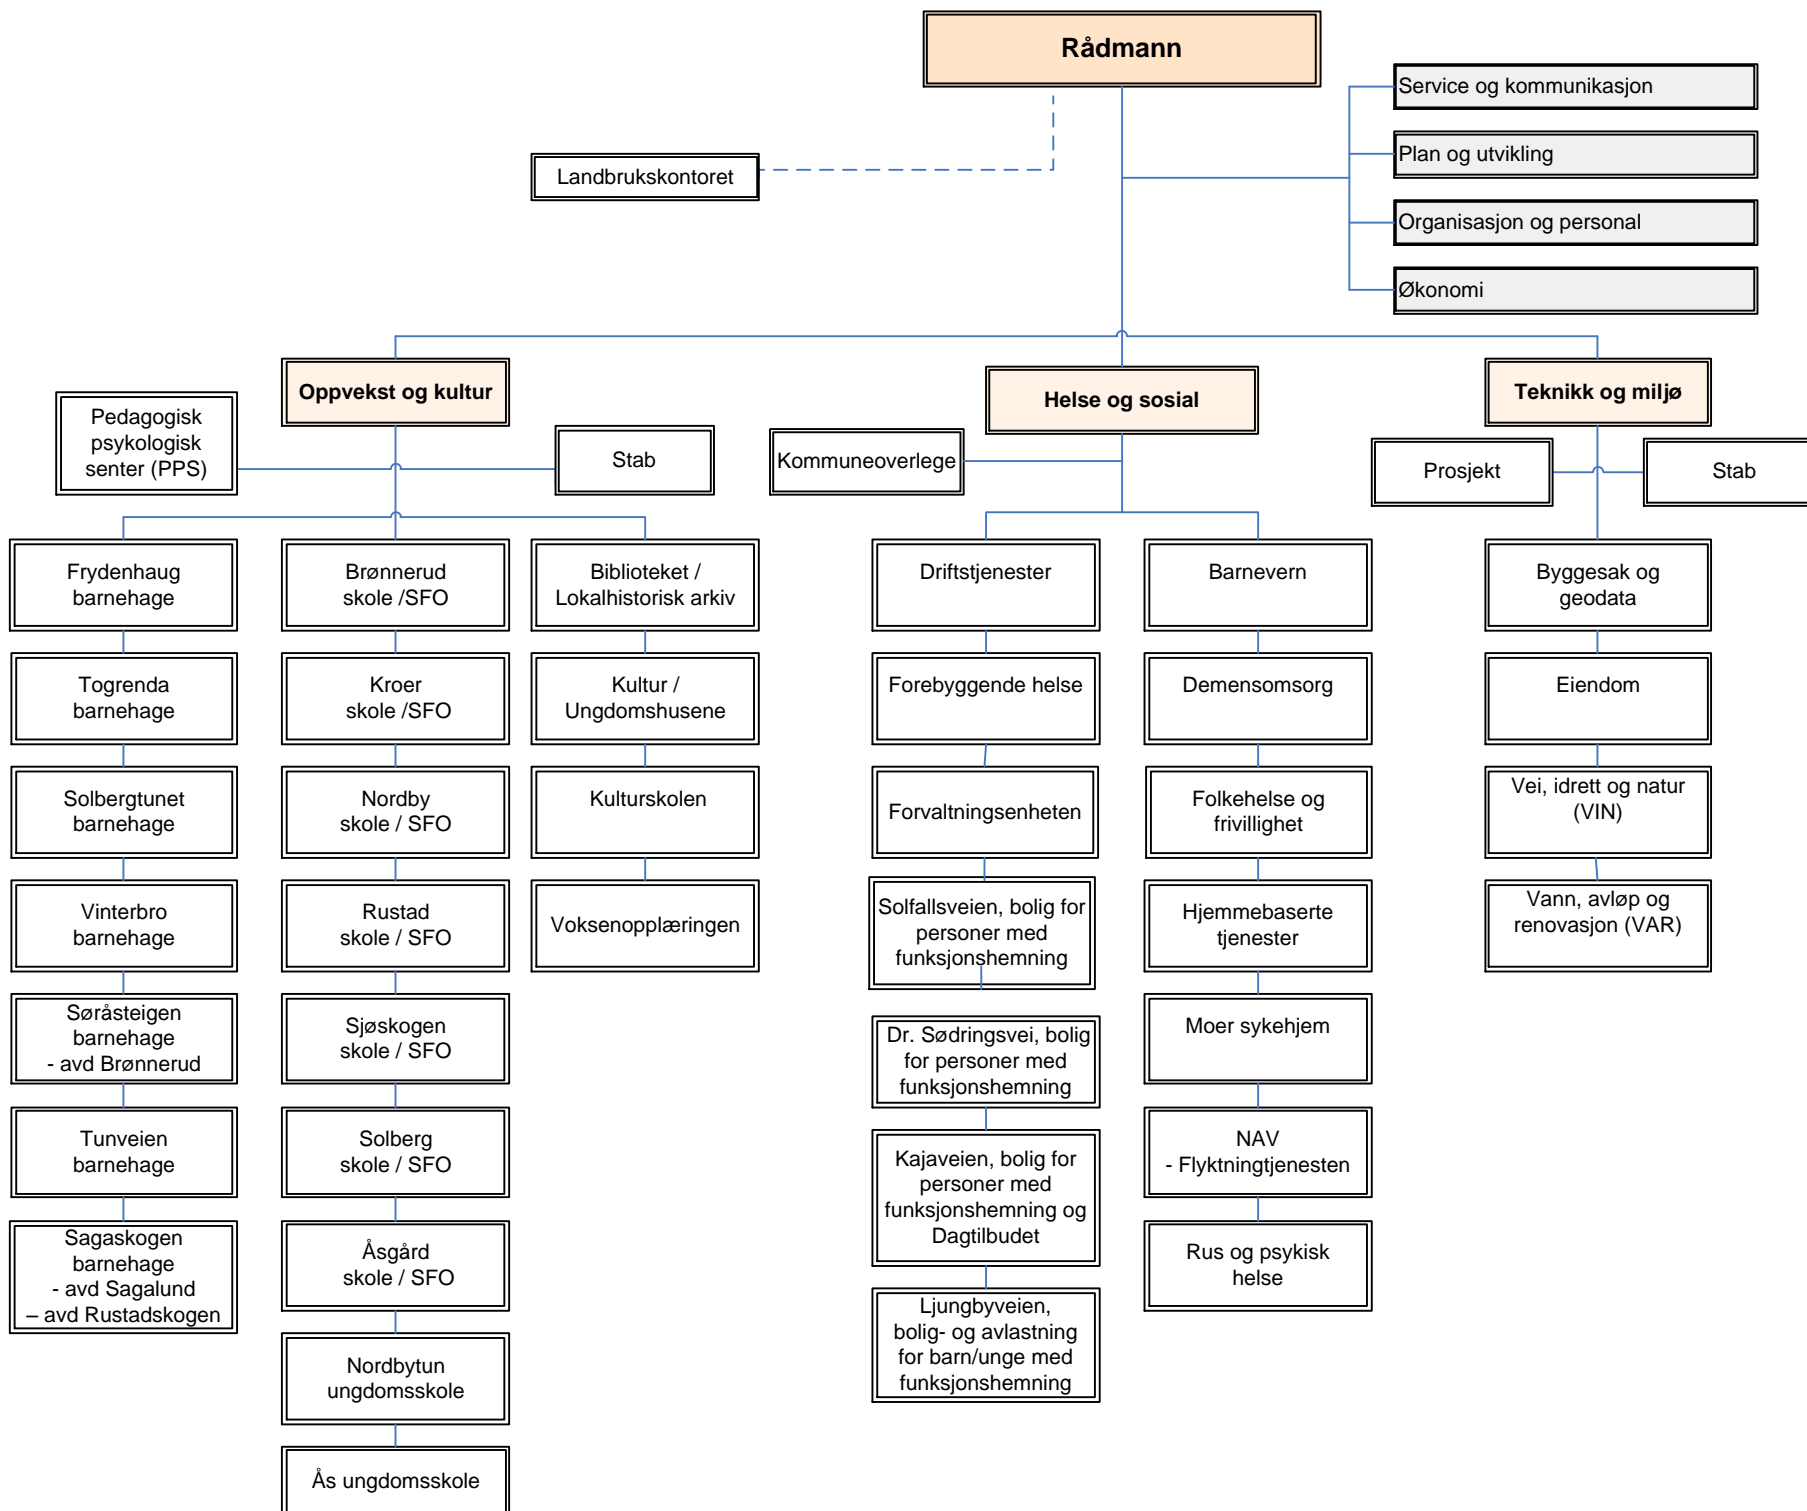 Rådmann
Service og kommunikasjon
Plan og utvikling
Landbrukskontoret
Organisasjon og personal
Økonomi
Oppvekst og kultur
Helse og sosial
Teknikk og miljø
Pedagogisk
psykologisk
senter (PPS)
Stab
Kommuneoverlege
Prosjekt
Stab
Frydenhaug
barnehage
Togrenda
barnehage
Solbergtunet
barnehage
Vinterbro
barnehage
Søråsteigen
barnehage
- avd Brønnerud
Tunveien
barnehage
Sagaskogen
barnehage
- avd Sagalund
– avd Rustadskogen
Brønnerud
skole /SFO
Kroer
skole /SFO
Nordby
skole / SFO
Rustad
skole / SFO
Sjøskogen
skole / SFO
Solberg
skole / SFO
Åsgård
skole / SFO
Nordbytun
ungdomsskole
Ås ungdomsskole
Biblioteket /
Lokalhistorisk arkiv
Kultur /
Ungdomshusene
Kulturskolen
Voksenopplæringen
Driftstjenester
Forebyggende helse
Forvaltningsenheten
Solfallsveien, bolig for
personer med
funksjonshemning
Dr. Sødringsvei, bolig
for personer med
funksjonshemning
Kajaveien, bolig for
personer med
funksjonshemning og
Dagtilbudet
Ljungbyveien,
bolig- og avlastning
for barn/unge med
funksjonshemning
Barnevern
Demensomsorg
Folkehelse og
frivillighet
Hjemmebaserte
tjenester
Moer sykehjem
NAV
- Flyktningtjenesten
Rus og psykisk
helse
Byggesak og
geodata
Eiendom
Vei, idrett og natur
(VIN)
Vann, avløp og
renovasjon (VAR)